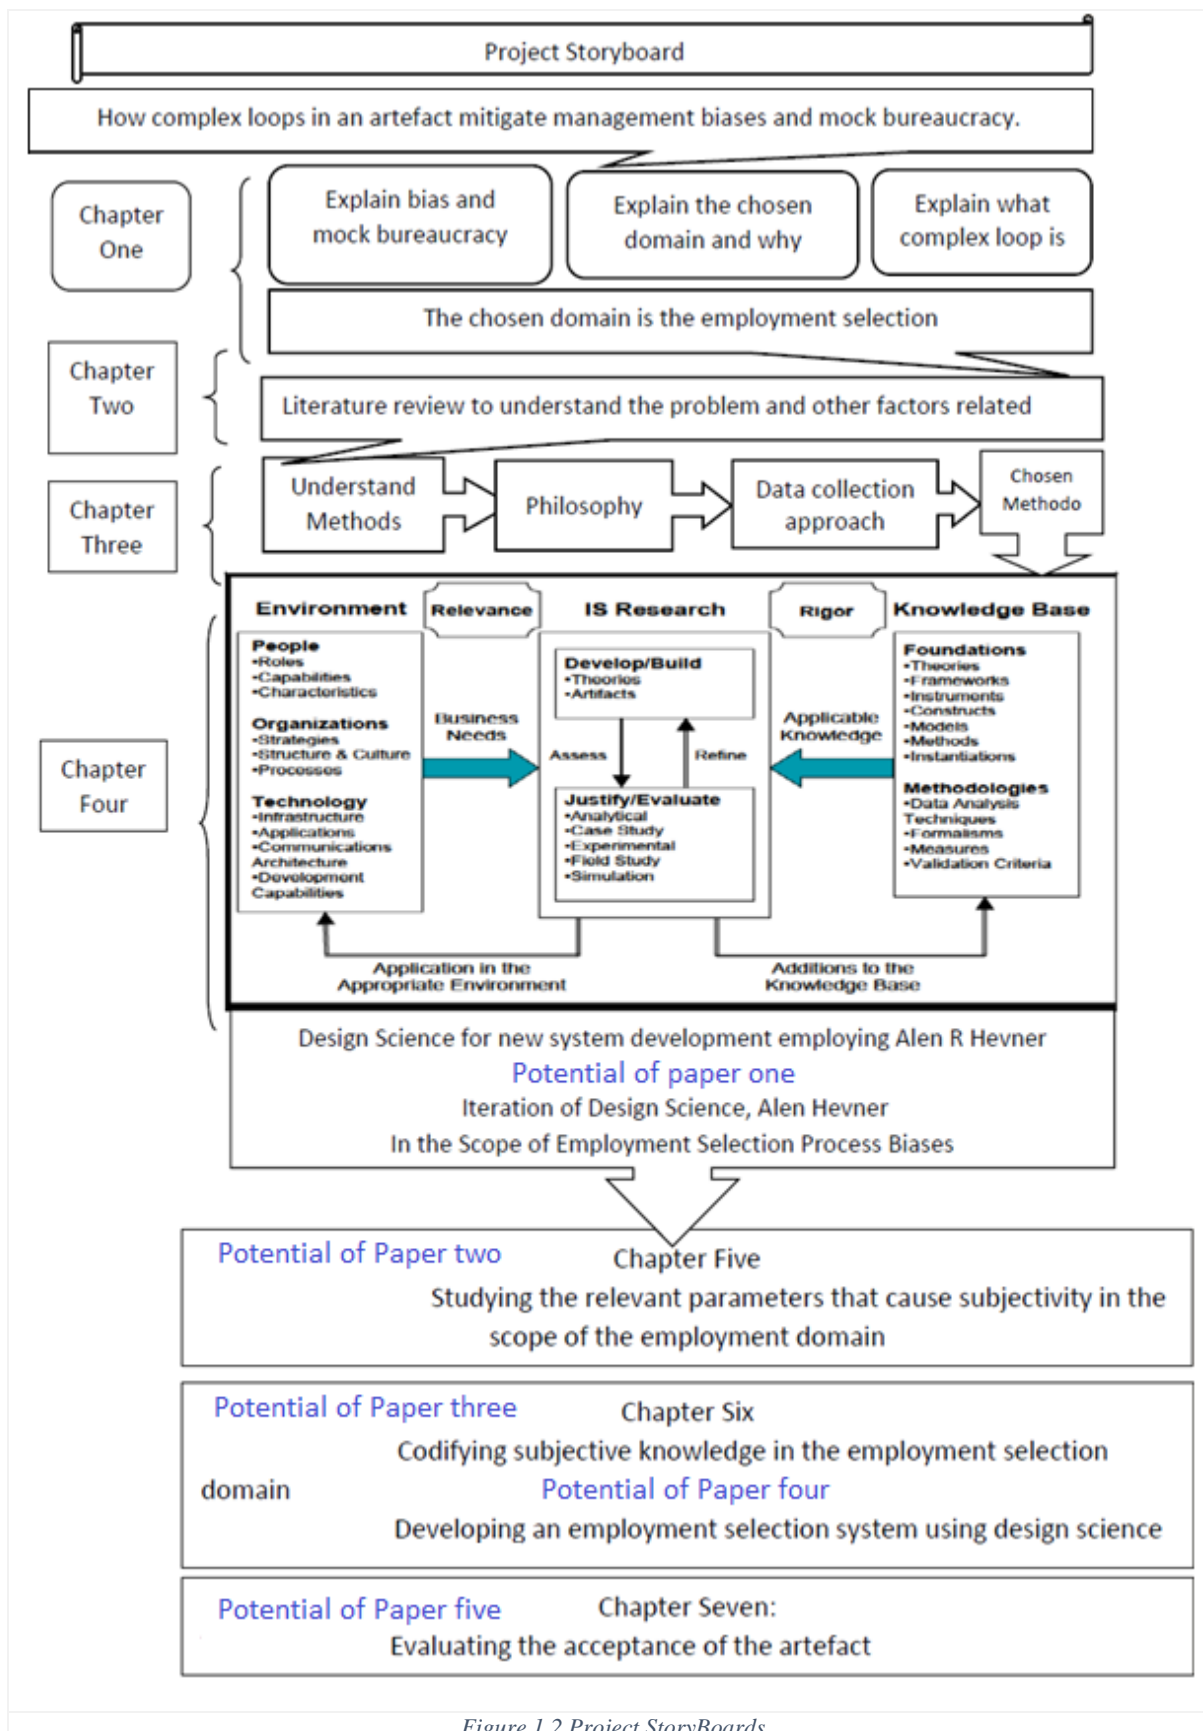 Project Storyboard
How complex loops in an artefact mitigate management biases and mock bureaucracy.
Chapter
One
Explain bias and
mock bureaucracy
Explain the chosen
domain and why
Explain what
complex loop is
The chosen domain is the employment selection
Chapter
Two
Literature review to understand the problem and other factors related
Chapter
Three
Understand
Methods
Philosophy
Data collection
approach
Chosen
Methodo
Chapter
Four
Environment
Relevance
IS Research
Rigor
Knowledge Base
People
•Roles
•Capabilities
•Characteristics
Organizations
•Strategies
•Structure & Culture
•Processes
Technology
•Infrastructure
•Applications
•Communications
Architecture
•Development
Capabilities
Business
Needs
Develop/Build
•Theories
•Artifacts
Assess
Refine
Justify/Evaluate
•Analytical
•Case Study
•Experimental
•Field Study
•Simulation
Applicable
Knowledge
Foundations
•Theories
•Frameworks
•Instruments
•Constructs
•Models
•Methods
•Instantiations
Methodologies
•Data Analysis
Techniques
•Formalisms
•Measures
•Validation Criteria
Application in the
Appropriate Environment
Additions to the
Knowledge Base
Design Science for new system development employing Alen R Hevner
Potential of paper one
Iteration of Design Science, Alen Hevner
In the Scope of Employment Selection Process Biases
Potential of Paper two Chapter Five
Studying the relevant parameters that cause subjectivity in the
scope of the employment domain
Potential of Paper three Chapter Six
Codifying subjective knowledge in the employment selection
domain Potential of Paper four
Developing an employment selection system using design science
Potential of Paper five Chapter Seven:
Evaluating the acceptance of the artefact
Figure 1.2 Project StoryBoards